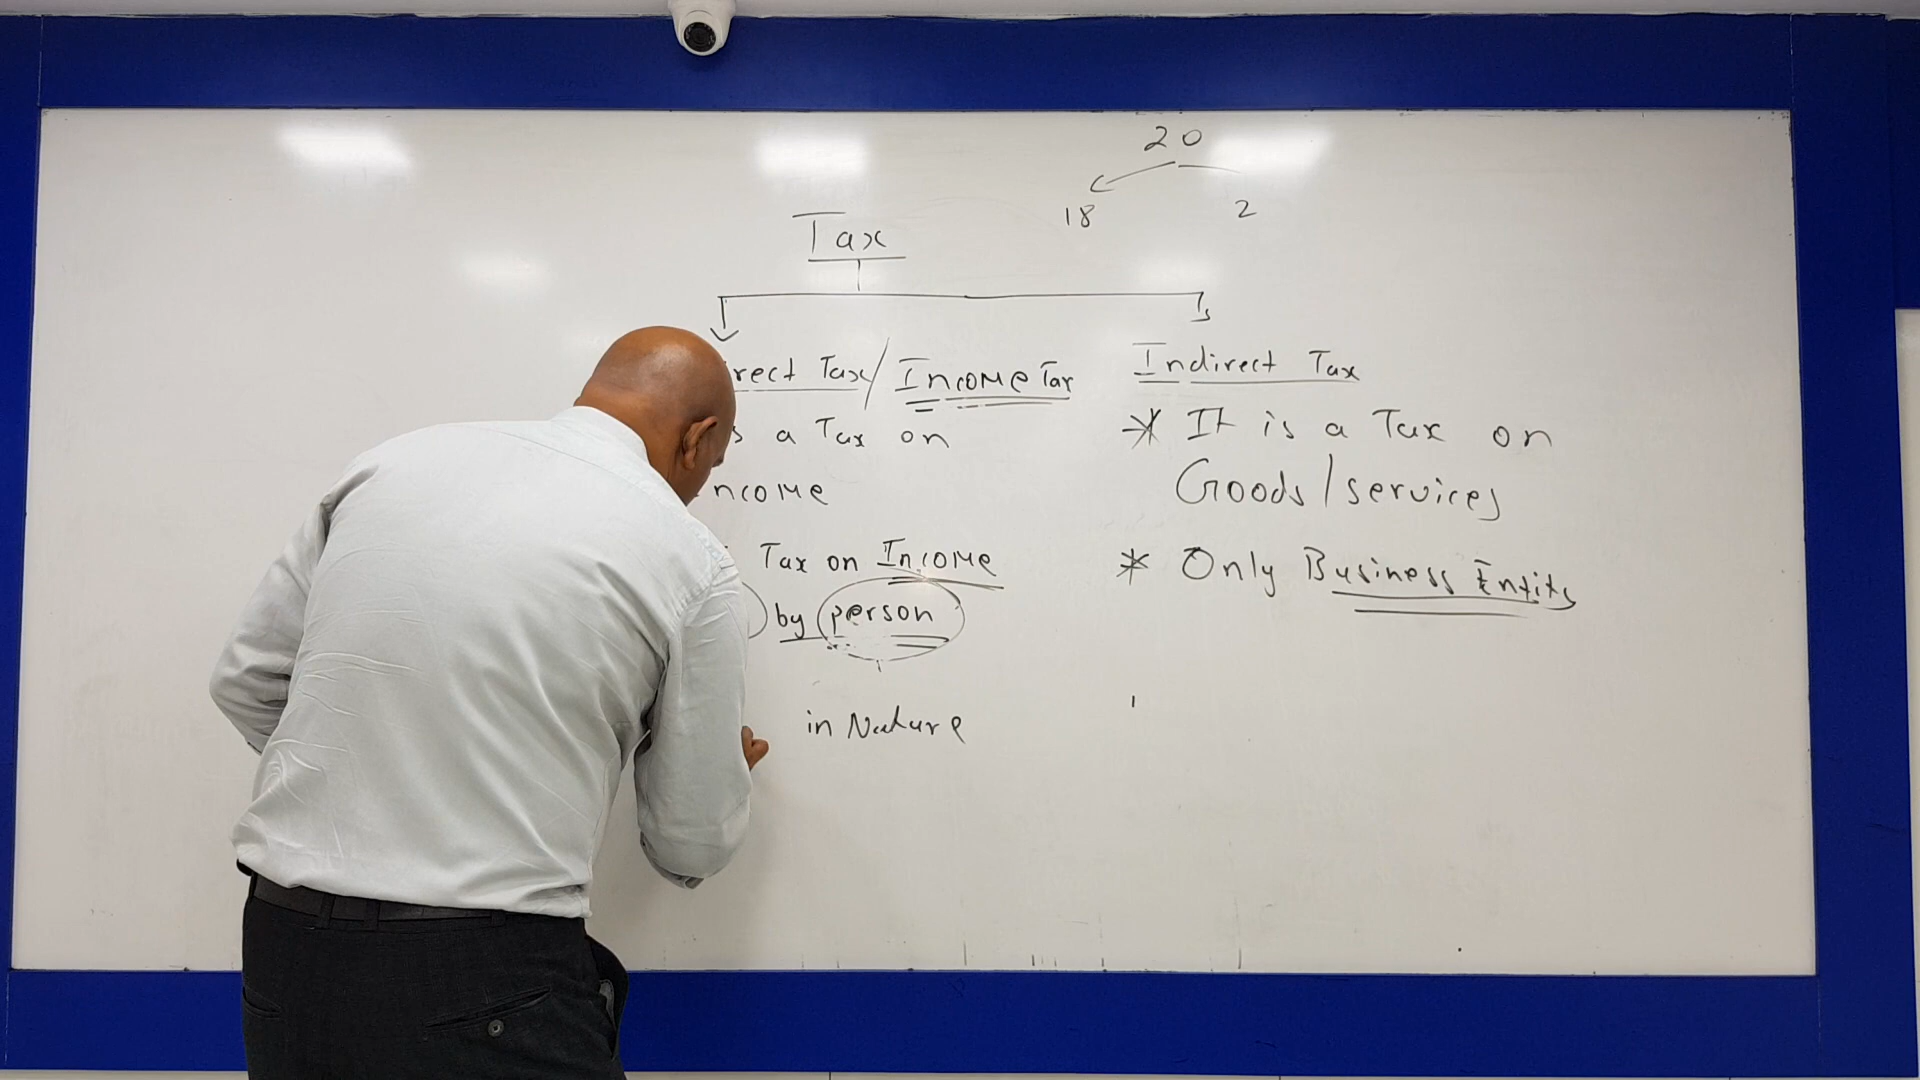 20
18 2
Tax
rect Tax / Income Tax
s a Tax on
ncome
Tax on Income
by person
in Nature
Indirect Tax
* It is a Tax on
Goods/services
* Only Business Entity